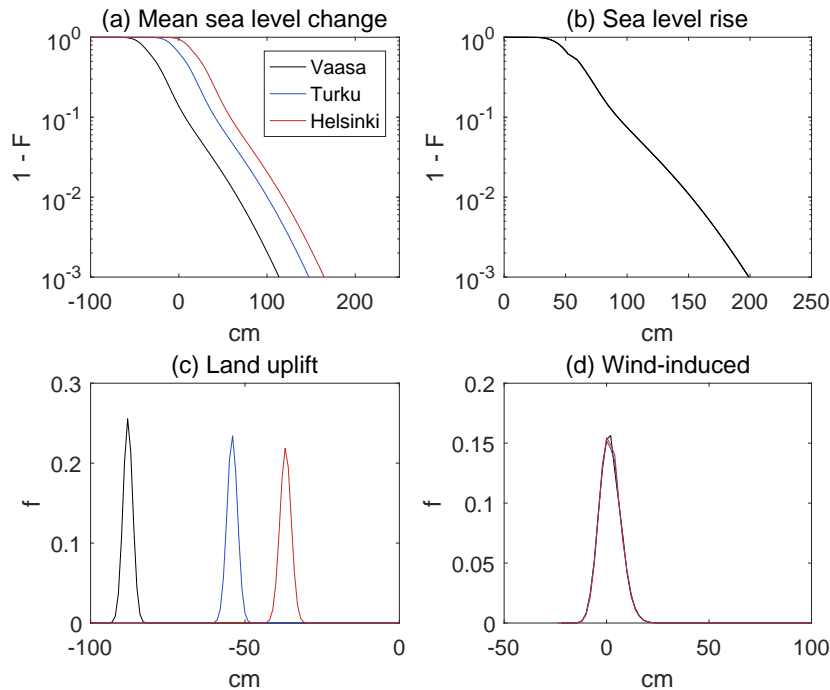 (a) Mean sea level change
10^0
10^-1
10^-2
10^-3
1 - F
Vaasa
Turku
Helsinki
-100
0
100
200
cm
(b) Sea level rise
10^0
10^-1
10^-2
10^-3
1 - F
0
50
100
150
200
250
cm
(c) Land uplift
0.3
0.2
0.1
0
f
-100
-50
0
cm
(d) Wind-induced
0.2
0.15
0.1
0.05
0
f
-50
0
50
100
cm